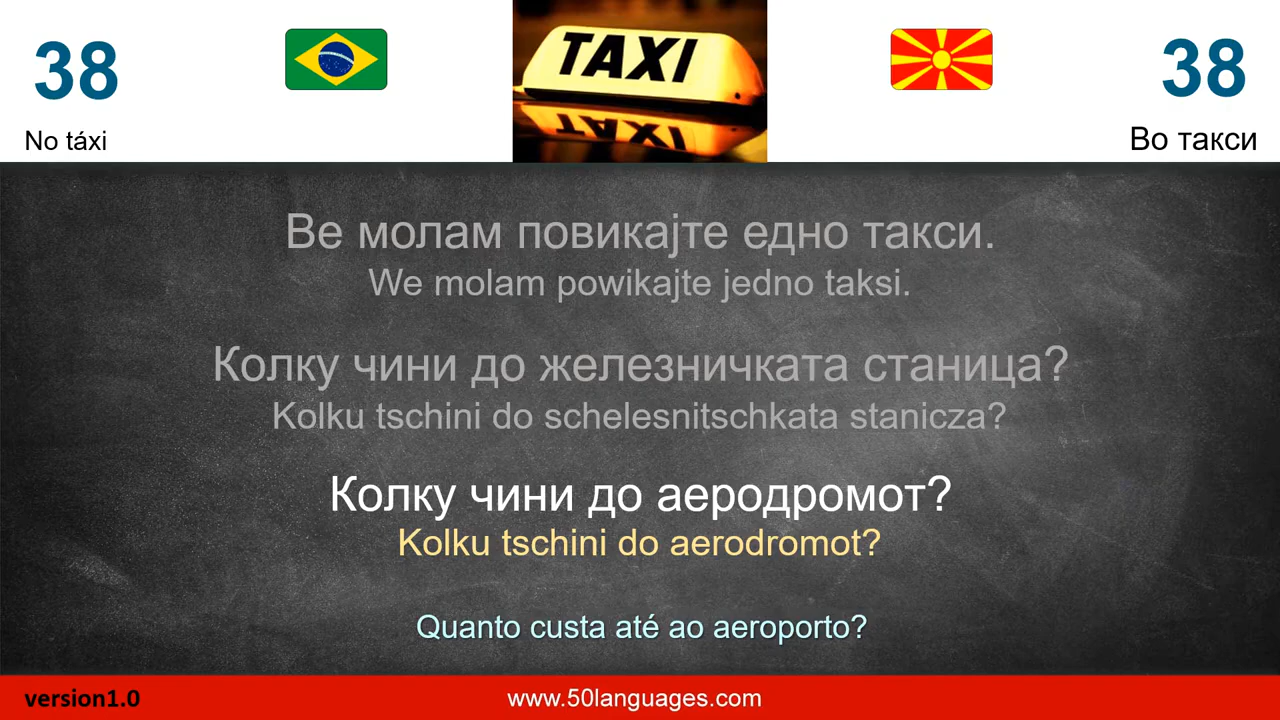 38
No táxi
TAXI
38
Во такси
Ве молам повикајте едно такси.
We molam powikajte jedno taksi.
Колку чини до железничката станица?
Kolku tschini do schelesnitschkata stanicza?
Колку чини до аеродромот?
Kolku tschini do aerodromot?
Quanto custa até ao aeroporto?
version1.0
www.50languages.com